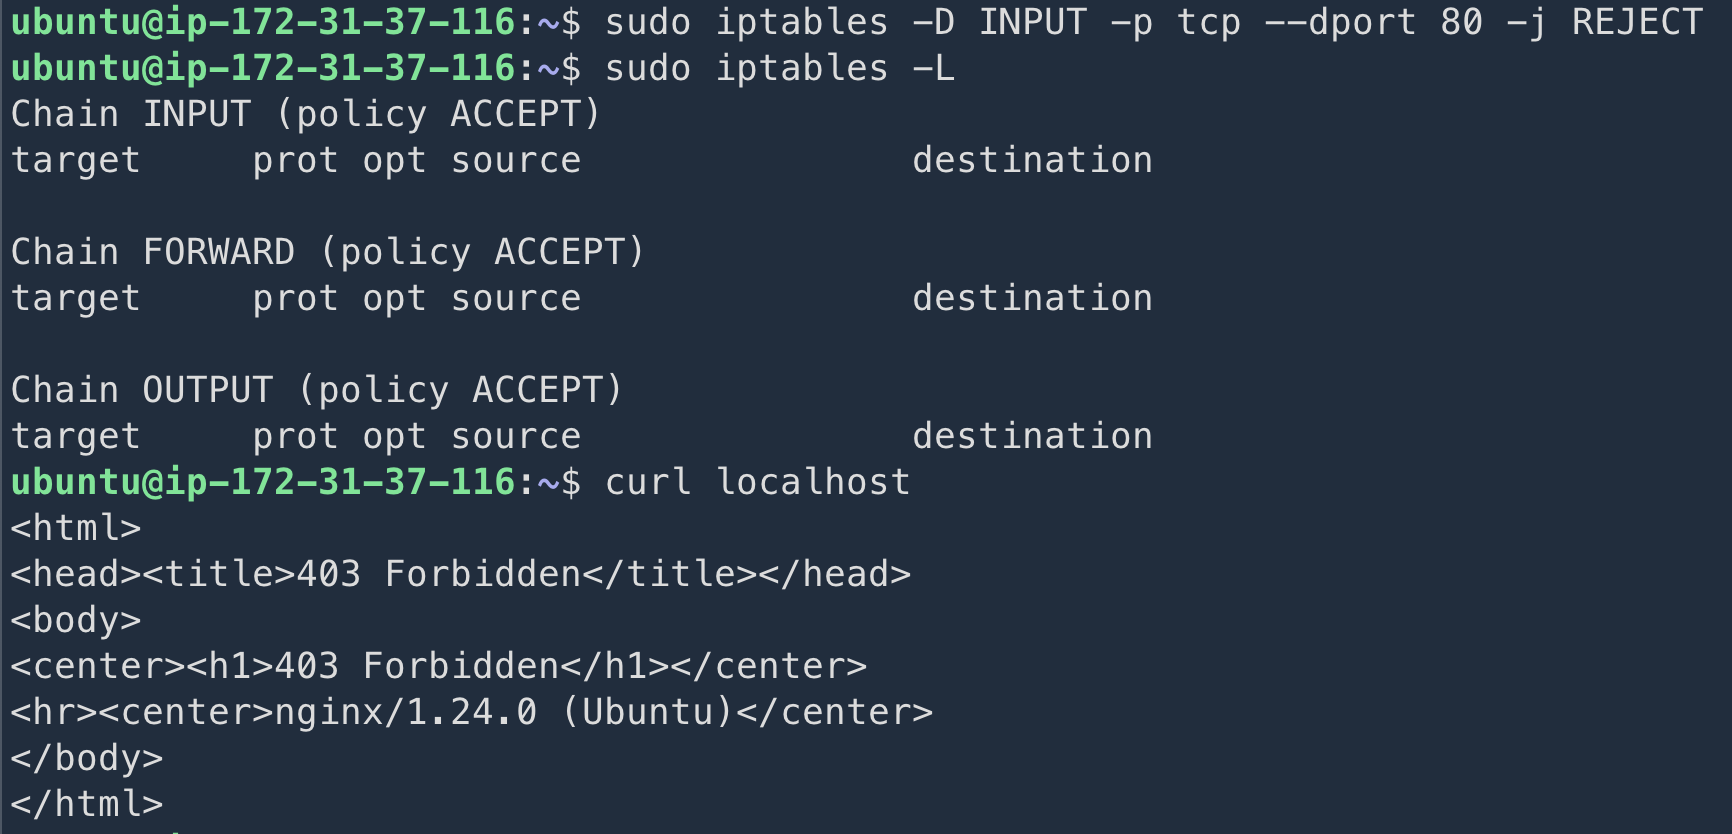 ubuntu@ip-172-31-37-116:~$ sudo iptables -D INPUT -p tcp --dport 80 -j REJECT
ubuntu@ip-172-31-37-116:~$ sudo iptables -L
Chain INPUT (policy ACCEPT)
target     prot opt source               destination

Chain FORWARD (policy ACCEPT)
target     prot opt source               destination

Chain OUTPUT (policy ACCEPT)
target     prot opt source               destination
ubuntu@ip-172-31-37-116:~$ curl localhost
<html>
<head><title>403 Forbidden</title></head>
<body>
<center><h1>403 Forbidden</h1></center>
<hr><center>nginx/1.24.0 (Ubuntu)</center>
</body>
</html>